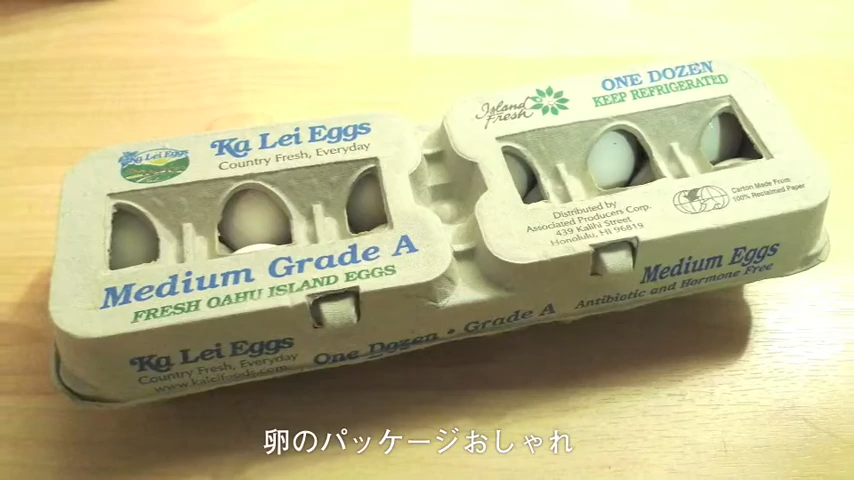 Ka Lei Eggs
Ka Lei Eggs
Country Fresh, Everyday
Medium Grade A
FRESH OAHU ISLAND EGGS
Island Fresh
ONE DOZEN
KEEP REFRIGERATED
Distributed by
Associated Producers Corp.
439 Kalihi Street
Honolulu, HI 96819
Carton Made From
100% Reclaimed Paper
Ka Lei Eggs
Country Fresh, Everyday
www.kaleifoods.com
One Dozen • Grade A
Medium Eggs
Antibiotic and Hormone Free
卵のパッケージおしゃれ